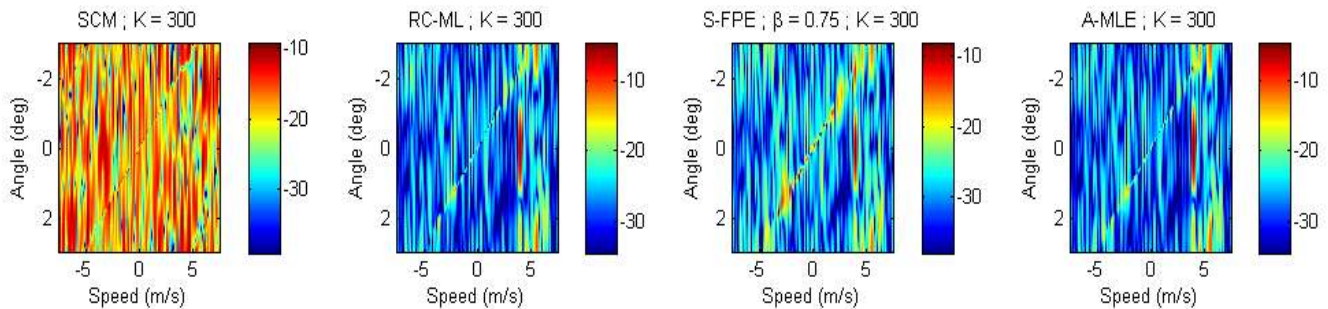 SCM ; K = 300
-2
0
2
Angle (deg)
-5 0 5
Speed (m/s)
-10
-20
-30
RC-ML ; K = 300
-2
0
2
Angle (deg)
-5 0 5
Speed (m/s)
-10
-20
-30
S-FPE ; β = 0.75 ; K = 300
-2
0
2
Angle (deg)
-5 0 5
Speed (m/s)
-10
-20
-30
A-MLE ; K = 300
-2
0
2
Angle (deg)
-5 0 5
Speed (m/s)
-10
-20
-30